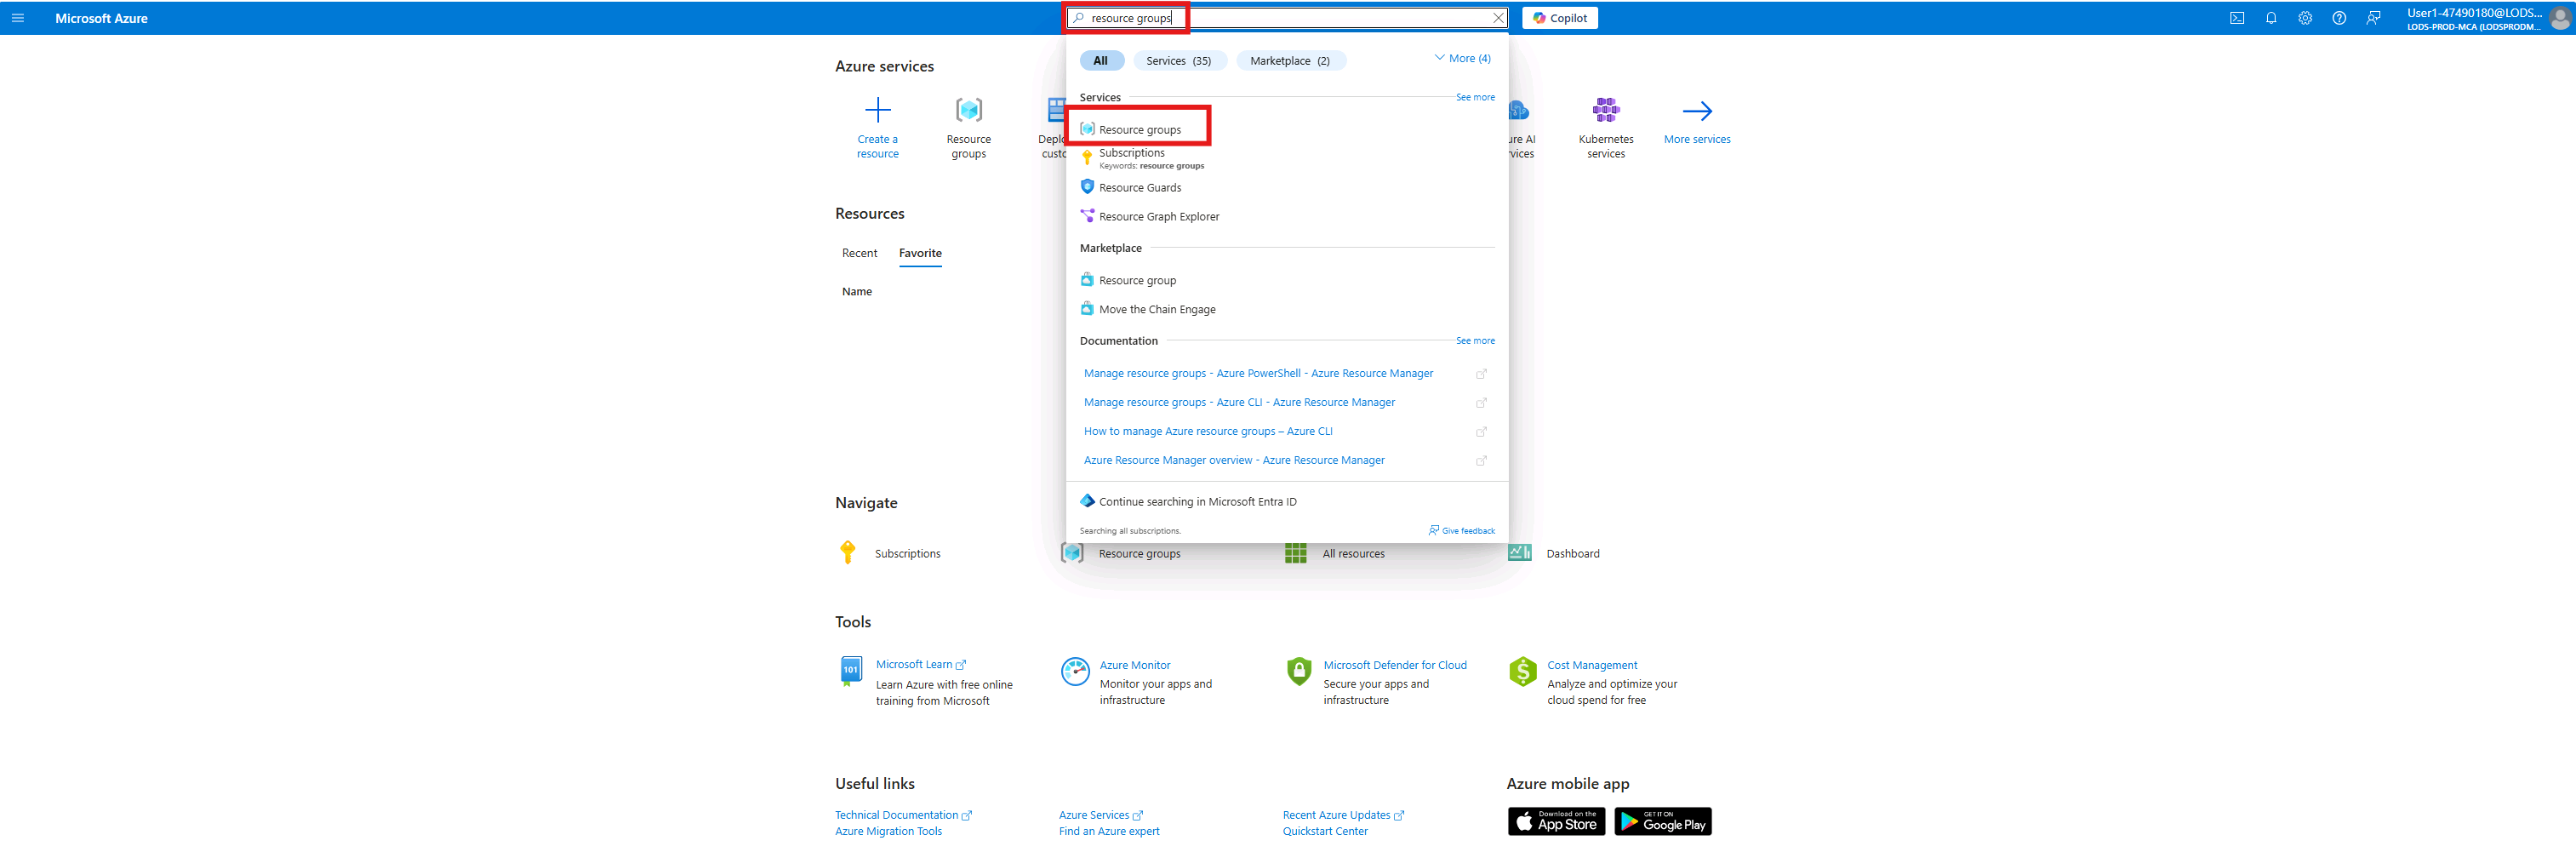 Microsoft Azure
resource groups
Copilot
User1-47490180@LODS...
LODS-PROD-MCA (LODSPRODM...
All
Services (35)
Marketplace (2)
More (4)
Services
See more
Resource groups
Subscriptions
Keywords: resource groups
Resource Guards
Resource Graph Explorer
Marketplace
Resource group
Move the Chain Engage
Documentation
See more
Manage resource groups - Azure PowerShell - Azure Resource Manager
Manage resource groups - Azure CLI - Azure Resource Manager
How to manage Azure resource groups – Azure CLI
Azure Resource Manager overview - Azure Resource Manager
Continue searching in Microsoft Entra ID
Searching all subscriptions.
Give feedback
Azure services
Create a
resource
Resource
groups
Kubernetes
services
More services
Resources
Recent
Favorite
Name
Navigate
Subscriptions
Resource groups
All resources
Dashboard
Tools
101
Microsoft Learn
Learn Azure with free online
training from Microsoft
Azure Monitor
Monitor your apps and
infrastructure
Microsoft Defender for Cloud
Secure your apps and
infrastructure
Cost Management
Analyze and optimize your
cloud spend for free
Useful links
Technical Documentation
Azure Migration Tools
Azure Services
Find an Azure expert
Recent Azure Updates
Quickstart Center
Azure mobile app
Download on the
App Store
GET IT ON
Google Play